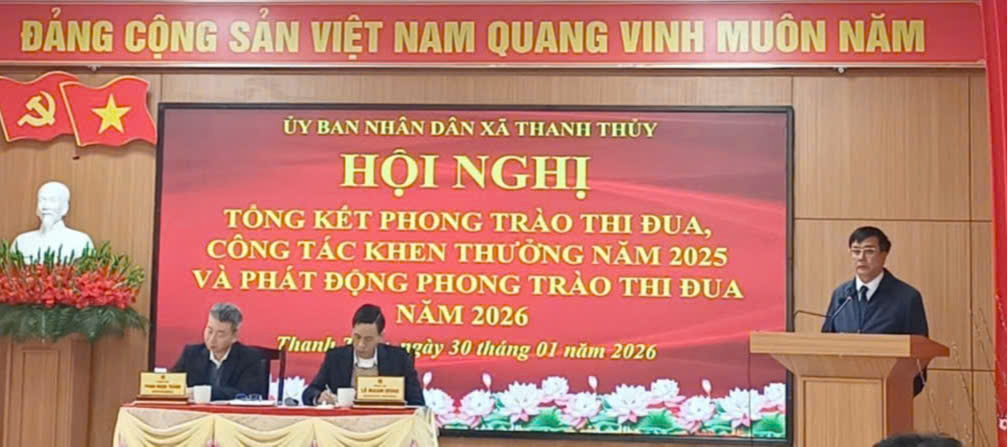 ĐẢNG CỘNG SẢN VIỆT NAM QUANG VINH MUÔN NĂM
ỦY BAN NHÂN DÂN XÃ THANH THỦY
HỘI NGHỊ
TỔNG KẾT PHONG TRÀO THI ĐUA,
CÔNG TÁC KHEN THƯỞNG NĂM 2025
VÀ PHÁT ĐỘNG PHONG TRÀO THI ĐUA
NĂM 2026
Thanh ngày 30 tháng 01 năm 2026